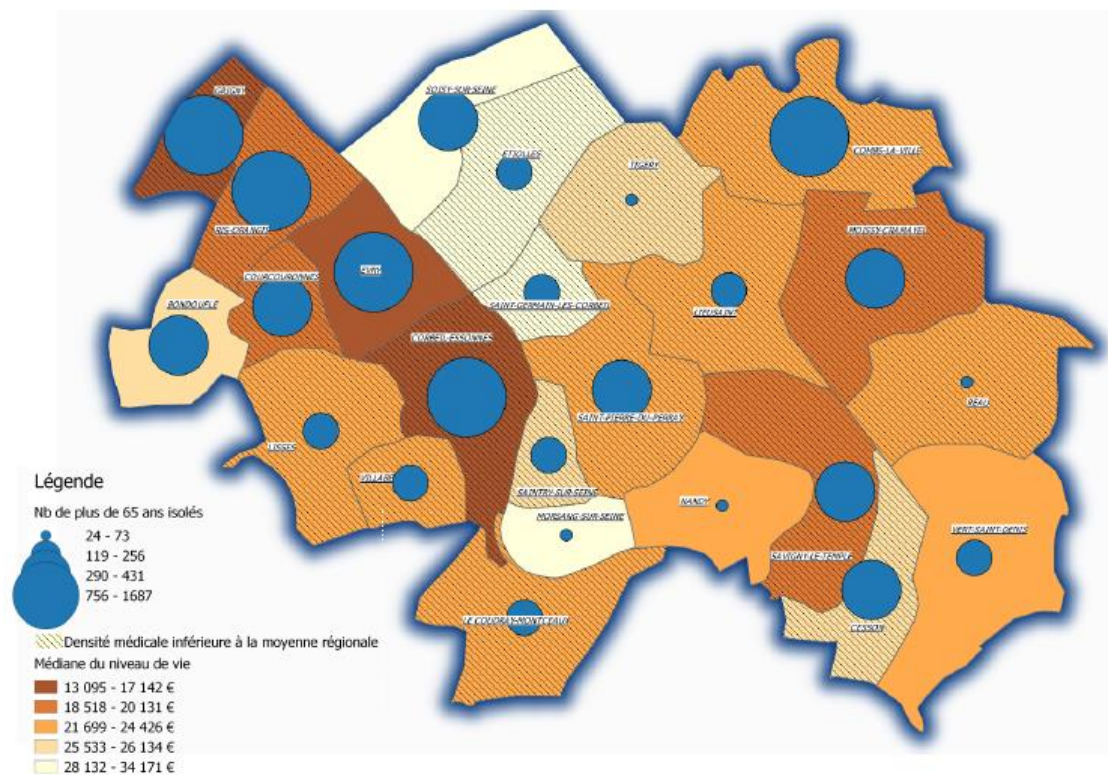 GRIGNY
SOISY-SUR-SEINE
ETIOLLES
TIGERY
COMBS-LA-VILLE
RIS-ORANGIS
MOISSY-CRAMAYEL
COURCOURONNES
EVRY
BONDOUFLE
SAINT-GERMAIN-LES-CORBEIL
LIEUSAINT
CORBEIL-ESSONNES
REAU
SAINT-PIERRE-DU-PERRAY
LISSES
VILLABE
SAINTRY-SUR-SEINE
NANDY
MORSANG-SUR-SEINE
VERT-SAINT-DENIS
SAVIGNY-LE-TEMPLE
LE COUDRAY-MONTCEAUX
CESSON
Légende
Nb de plus de 65 ans isolés
24 - 73
119 - 256
290 - 431
756 - 1687
Densité médicale inférieure à la moyenne régionale
Médiane du niveau de vie
13 095 - 17 142 €
18 518 - 20 131 €
21 699 - 24 426 €
25 533 - 26 134 €
28 132 - 34 171 €